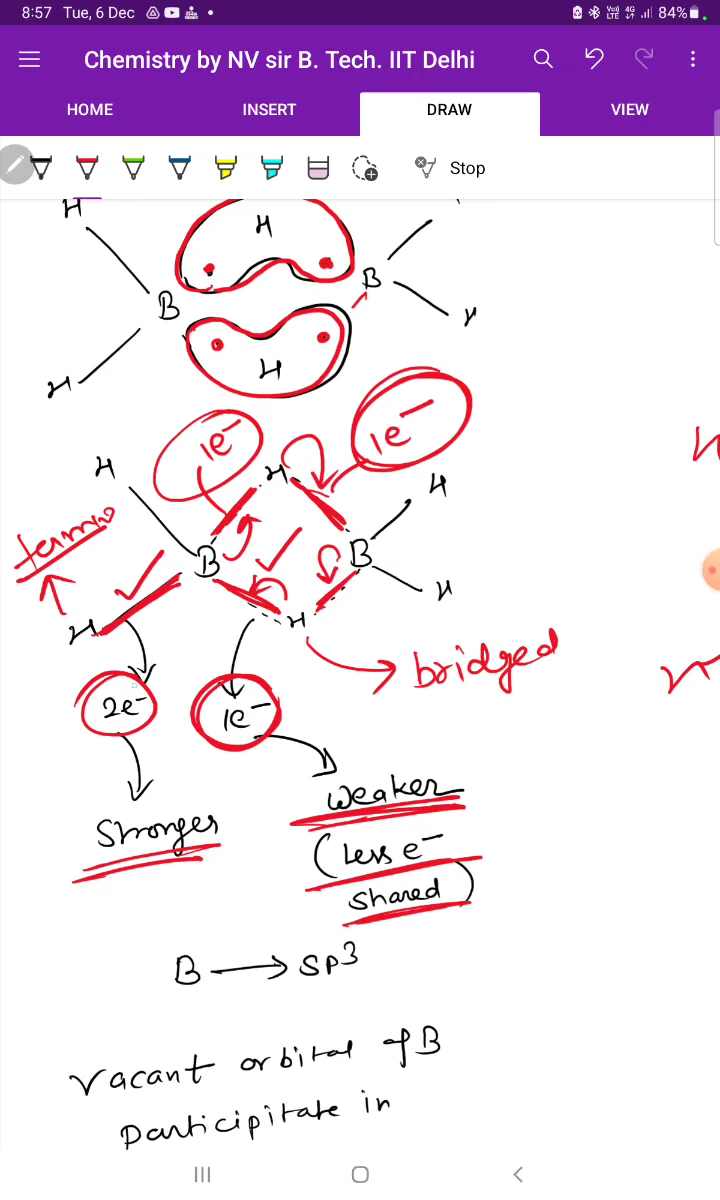 8:57 Tue, 6 Dec 84%
Chemistry by NV sir B. Tech. IIT Delhi
HOME INSERT DRAW VIEW
Stop
H
H
B B H
H H
1e⁻ 1e⁻
H H H
B B
H
H H
bridged
2e⁻ 1e⁻
Weaker
Stronger
(Less e⁻
Shared)
B → SP³
Vacant orbital of B
Participitate in